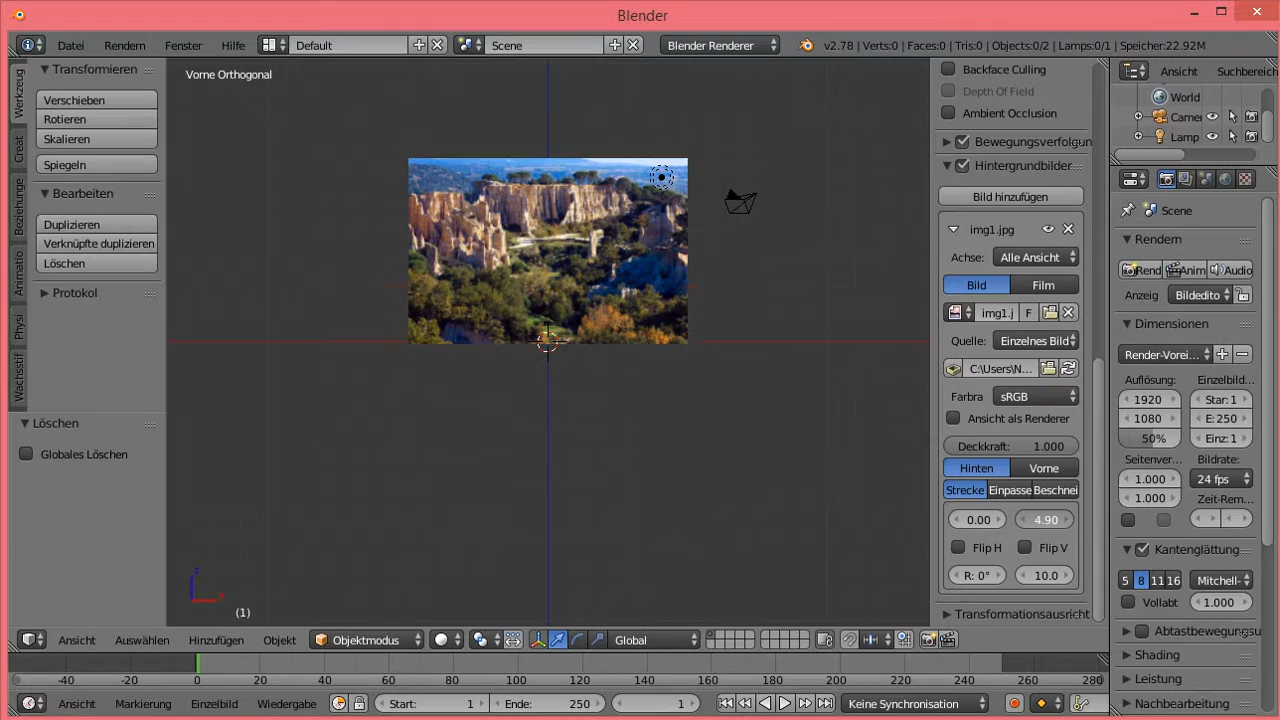 Blender
Datei Rendern Fenster Hilfe Default Scene Blender Renderer v2.78 | Verts:0 | Faces:0 | Tris:0 | Objects:0/2 | Lamps:0/1 | Speicher:22.92M
Werkzeug
Creat
Beziehunge
Animatio
Physi
Wachsstif
Transformieren
Verschieben
Rotieren
Skalieren
Spiegeln
Bearbeiten
Duplizieren
Verknüpfte duplizieren
Löschen
Protokol
Löschen
Globales Löschen
Vorne Orthogonal
z
x
(1)
Backface Culling
Depth Of Field
Ambient Occlusion
Bewegungsverfolgun
Hintergrundbilder
Bild hinzufügen
img1.jpg
Achse: Alle Ansicht
Bild Film
img1.j F
Quelle: Einzelnes Bild
C:\Users\N...
Farbra sRGB
Ansicht als Renderer
Deckkraft: 1.000
Hinten Vorne
Strecke Einpasse Beschnei
0.00 4.90
Flip H Flip V
R: 0° 10.0
Transformationsausricht
Ansicht Suchbereich
World
Camer
Lamp
Scene
Rendern
Rend Anim Audio
Anzeig Bildedito
Dimensionen
Render-Vorei...
Auflösung: Einzelbild...
1920 Star: 1
1080 E: 250
50% Einz: 1
Seitenver... Bildrate:
1.000 24 fps
1.000 Zeit-Rem...
Kantenglättung
5 8 11 16 Mitchell-
Vollabt 1.000
Abtastbewegungsu
Shading
Leistung
Nachbearbeitung
Ansicht Auswählen Hinzufügen Objekt Objektmodus Global
-40 -20 0 20 40 60 80 100 120 140 160 180 200 220 240 260 280
Ansicht Markierung Einzelbild Wiedergabe Start: 1 Ende: 250 1 Keine Synchronisation